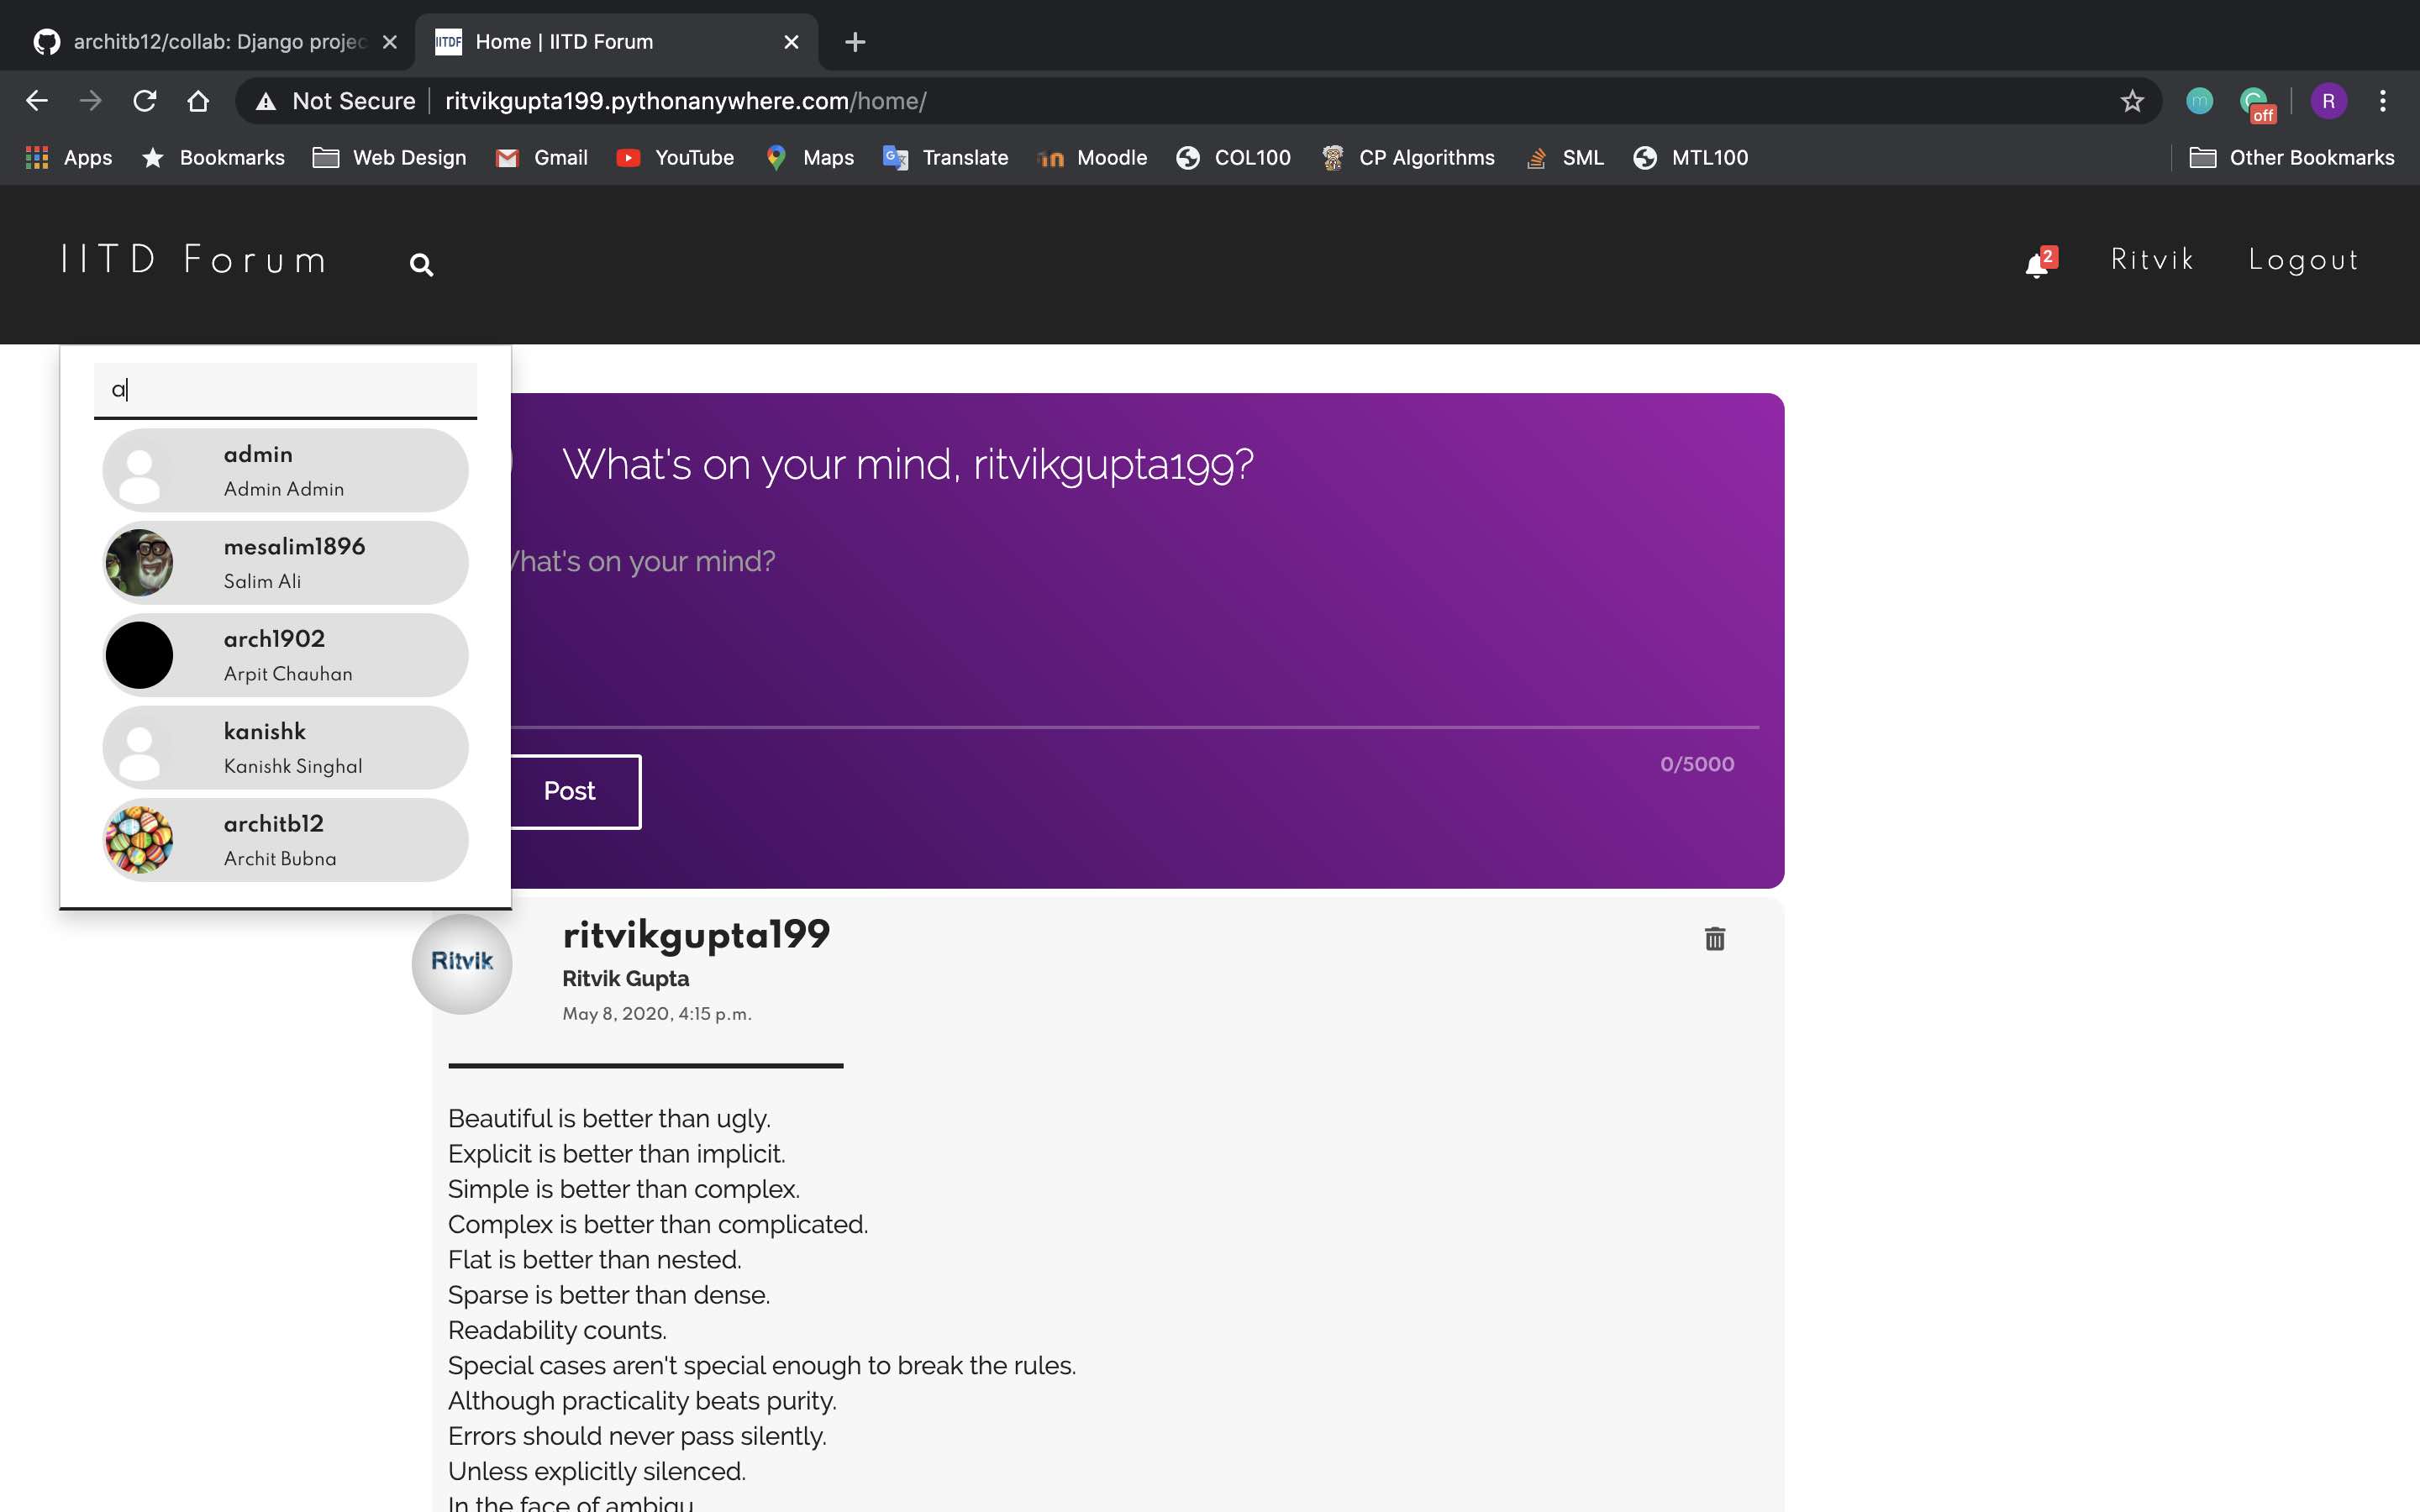 architb12/collab: Django projec
IITDF Home | IITD Forum
Not Secure ritvikgupta199.pythonanywhere.com/home/
m
off
R
Apps Bookmarks Web Design Gmail YouTube Maps Translate Moodle COL100 CP Algorithms SML MTL100 Other Bookmarks
IITD Forum 2 Ritvik Logout
a
admin
Admin Admin
mesalim1896
Salim Ali
arch1902
Arpit Chauhan
kanishk
Kanishk Singhal
architb12
Archit Bubna
What's on your mind, ritvikgupta199?
hat's on your mind?
0/5000
Post
Ritvik
ritvikgupta199
Ritvik Gupta
May 8, 2020, 4:15 p.m.
Beautiful is better than ugly.
Explicit is better than implicit.
Simple is better than complex.
Complex is better than complicated.
Flat is better than nested.
Sparse is better than dense.
Readability counts.
Special cases aren't special enough to break the rules.
Although practicality beats purity.
Errors should never pass silently.
Unless explicitly silenced.
In the face of ambigu